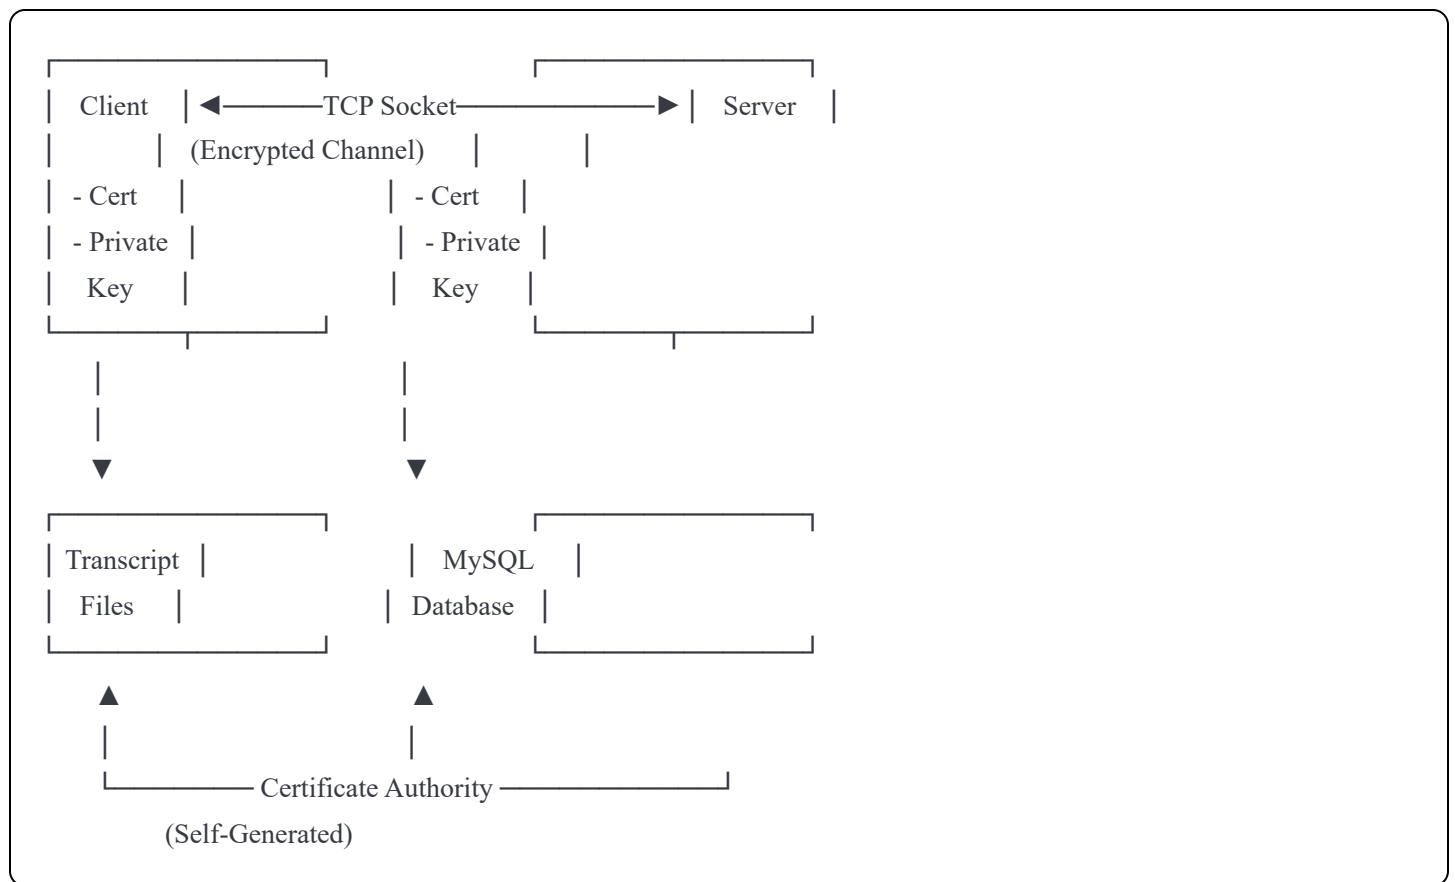 Client TCP Socket Server
(Encrypted Channel)
- Cert - Cert
- Private - Private
Key Key
Transcript MySQL
Files Database
Certificate Authority
(Self-Generated)